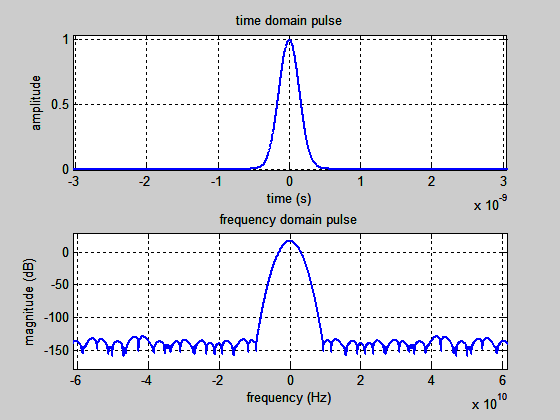 time domain pulse
1
0.5
0
amplitude
-3 -2 -1 0 1 2 3
time (s)
x 10^-9
frequency domain pulse
0
-50
-100
-150
magnitude (dB)
-6 -4 -2 0 2 4 6
frequency (Hz)
x 10^10